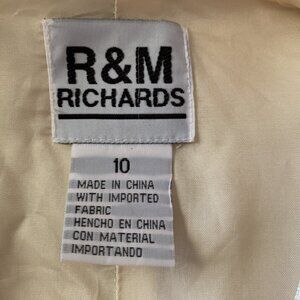 R&M
RICHARDS
10
MADE IN CHINA
WITH IMPORTED
FABRIC
HENCHO EN CHINA
CON MATERIAL
IMPORTANDO